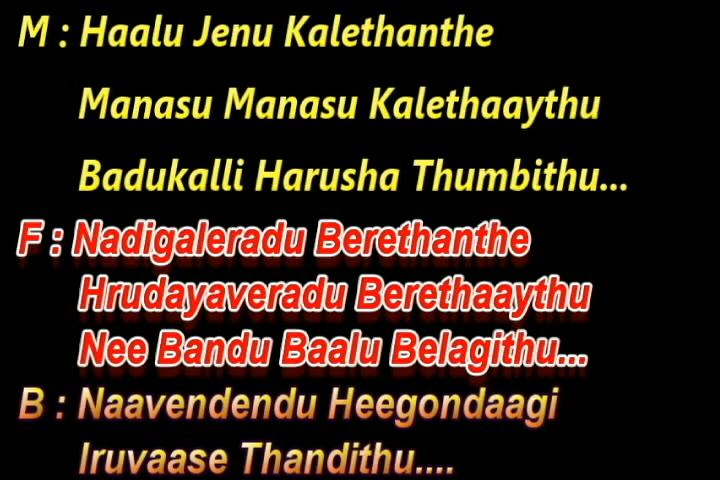 M : Haalu Jenu Kalethanthe
Manasu Manasu Kalethaaythu
Badukalli Harusha Thumbithu...
F : Nadigaleradu Berethanthe
Hrudayaveradu Berethaaythu
Nee Bandu Baalu Belagithu...
B : Naavendendu Heegondaagi
Iruvaase Thandithu....